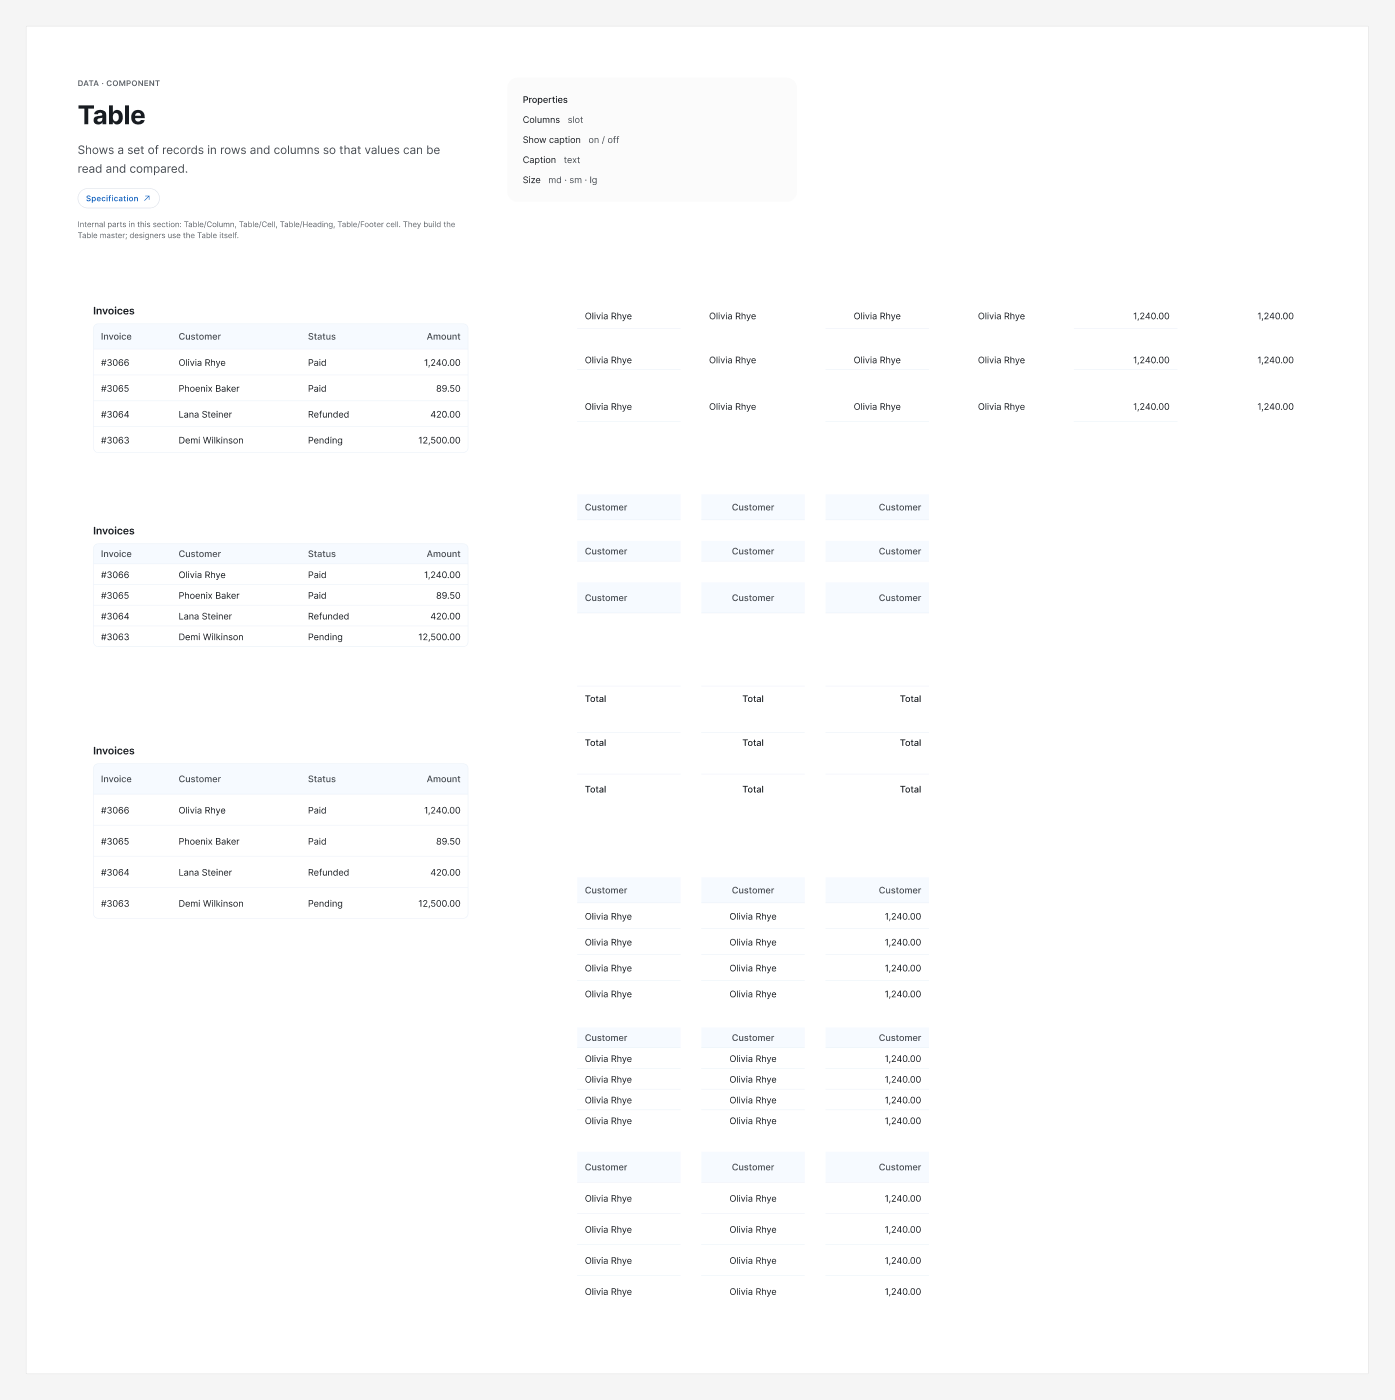 DATA · COMPONENT
Table
Shows a set of records in rows and columns so that values can be
read and compared.
Specification ↗
Internal parts in this section: Table/Column, Table/Cell, Table/Heading, Table/Footer cell. They build the
Table master; designers use the Table itself.
Properties
Columns slot
Show caption on / off
Caption text
Size md · sm · lg
Invoices
Invoice Customer Status Amount
#3066 Olivia Rhye Paid 1,240.00
#3065 Phoenix Baker Paid 89.50
#3064 Lana Steiner Refunded 420.00
#3063 Demi Wilkinson Pending 12,500.00
Invoices
Invoice Customer Status Amount
#3066 Olivia Rhye Paid 1,240.00
#3065 Phoenix Baker Paid 89.50
#3064 Lana Steiner Refunded 420.00
#3063 Demi Wilkinson Pending 12,500.00
Invoices
Invoice Customer Status Amount
#3066 Olivia Rhye Paid 1,240.00
#3065 Phoenix Baker Paid 89.50
#3064 Lana Steiner Refunded 420.00
#3063 Demi Wilkinson Pending 12,500.00
Olivia Rhye Olivia Rhye Olivia Rhye Olivia Rhye 1,240.00 1,240.00
Olivia Rhye Olivia Rhye Olivia Rhye Olivia Rhye 1,240.00 1,240.00
Olivia Rhye Olivia Rhye Olivia Rhye Olivia Rhye 1,240.00 1,240.00
Customer Customer Customer
Customer Customer Customer
Customer Customer Customer
Total Total Total
Total Total Total
Total Total Total
Customer Customer Customer
Olivia Rhye Olivia Rhye 1,240.00
Olivia Rhye Olivia Rhye 1,240.00
Olivia Rhye Olivia Rhye 1,240.00
Olivia Rhye Olivia Rhye 1,240.00
Customer Customer Customer
Olivia Rhye Olivia Rhye 1,240.00
Olivia Rhye Olivia Rhye 1,240.00
Olivia Rhye Olivia Rhye 1,240.00
Olivia Rhye Olivia Rhye 1,240.00
Customer Customer Customer
Olivia Rhye Olivia Rhye 1,240.00
Olivia Rhye Olivia Rhye 1,240.00
Olivia Rhye Olivia Rhye 1,240.00
Olivia Rhye Olivia Rhye 1,240.00